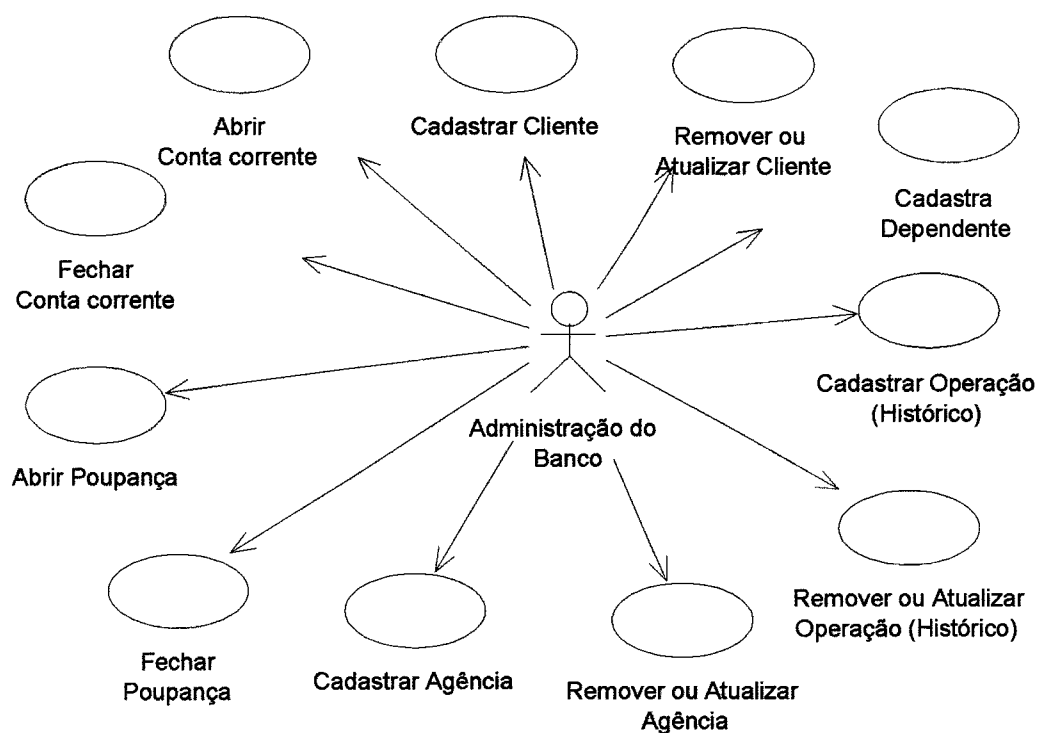 Abrir
Conta corrente
Cadastrar Cliente
Remover ou
Atualizar Cliente
Cadastra
Dependente
Fechar
Conta corrente
Cadastrar Operação
(Histórico)
Administração do
Banco
Abrir Poupança
Remover ou Atualizar
Operação (Histórico)
Fechar
Poupança
Cadastrar Agência
Remover ou Atualizar
Agência